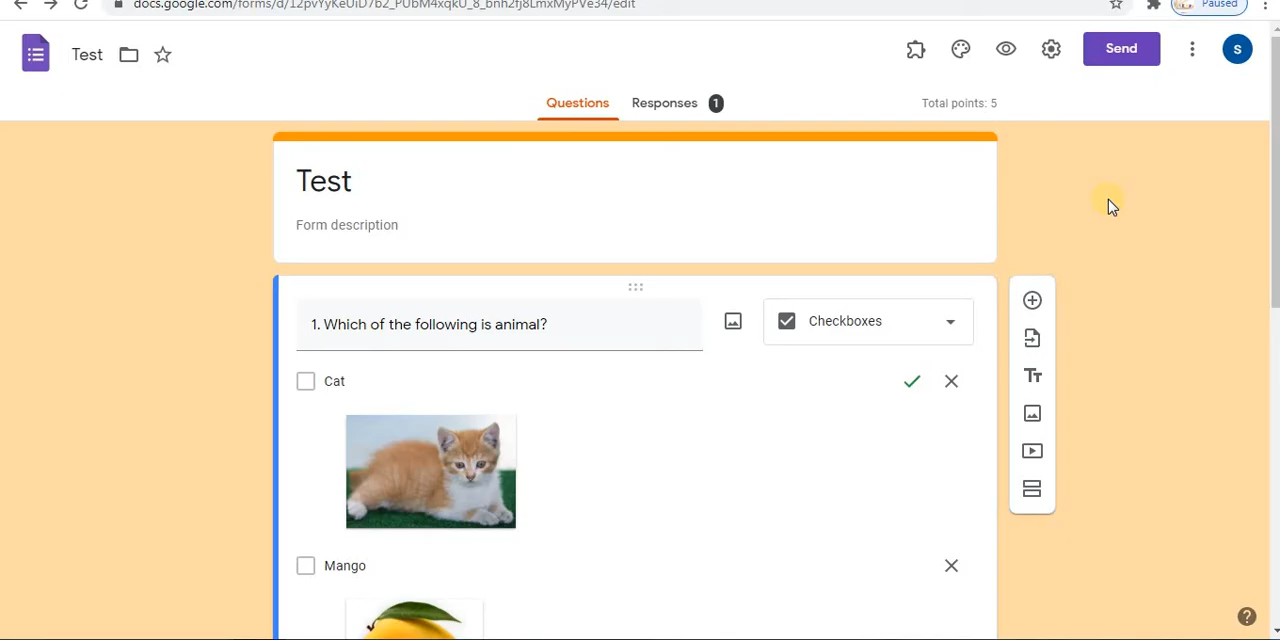 docs.google.com/forms/d/12pvYyKeUiD7b2_PUbM4xqkU_8_bnh2fj8LmxMyPVe34/edit
Paused
Test
Send
S
Questions
Responses 1
Total points: 5
Test
Form description
1. Which of the following is animal?
Checkboxes
Cat
Mango